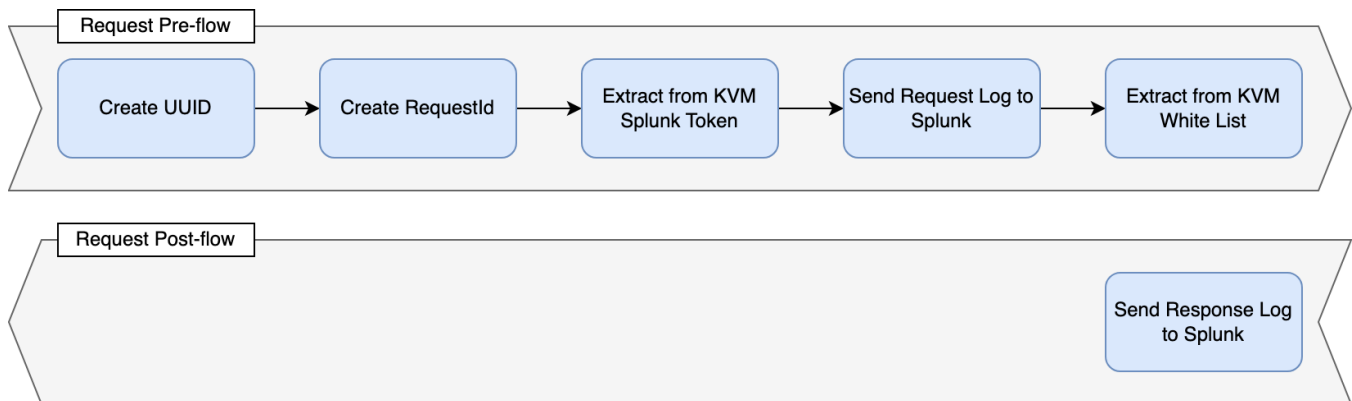 Request Pre-flow
Create UUID
Create RequestId
Extract from KVM
Splunk Token
Send Request Log to
Splunk
Extract from KVM
White List
Request Post-flow
Send Response Log
to Splunk